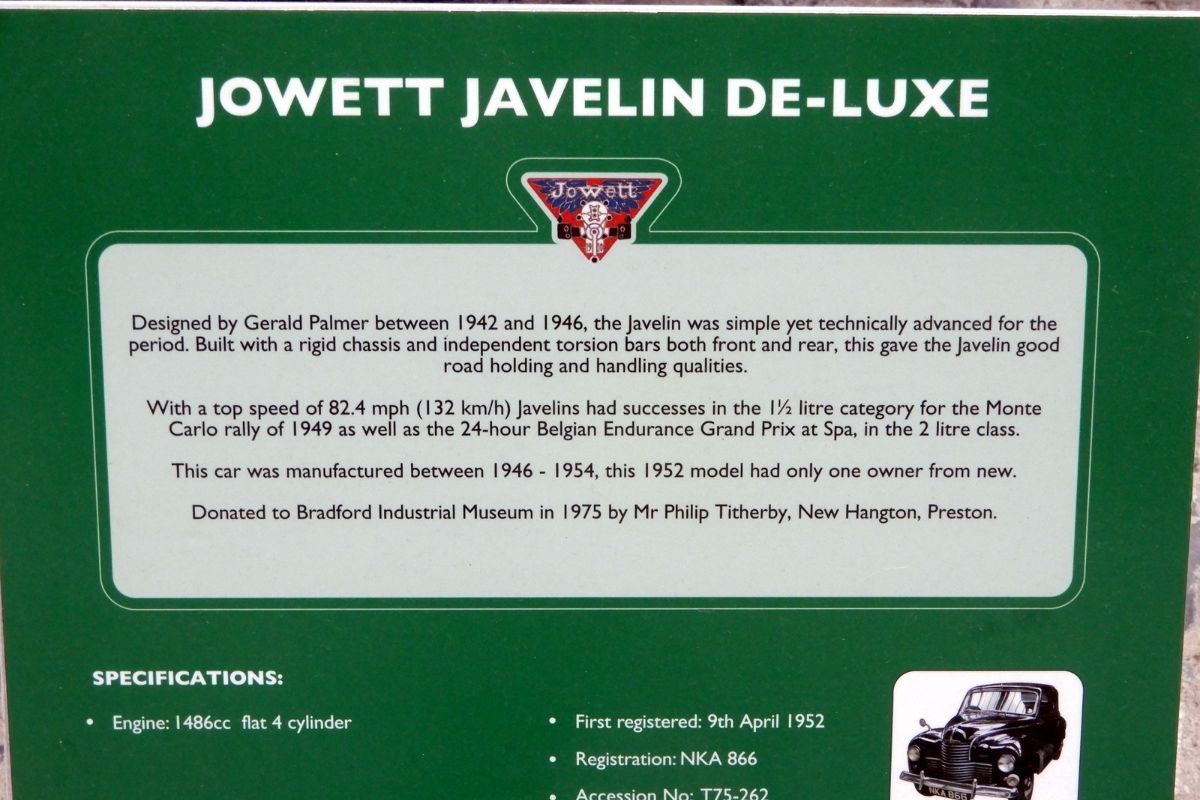 JOWETT JAVELIN DE-LUXE
Jowett
Designed by Gerald Palmer between 1942 and 1946, the Javelin was simple yet technically advanced for the
period. Built with a rigid chassis and independent torsion bars both front and rear, this gave the Javelin good
road holding and handling qualities.
With a top speed of 82.4 mph (132 km/h) Javelins had successes in the 1½ litre category for the Monte
Carlo rally of 1949 as well as the 24-hour Belgian Endurance Grand Prix at Spa, in the 2 litre class.
This car was manufactured between 1946 - 1954, this 1952 model had only one owner from new.
Donated to Bradford Industrial Museum in 1975 by Mr Philip Titherby, New Hangton, Preston.
SPECIFICATIONS:
• Engine: 1486cc flat 4 cylinder
• First registered: 9th April 1952
• Registration: NKA 866
• Accession No: T75-262
NKA 866